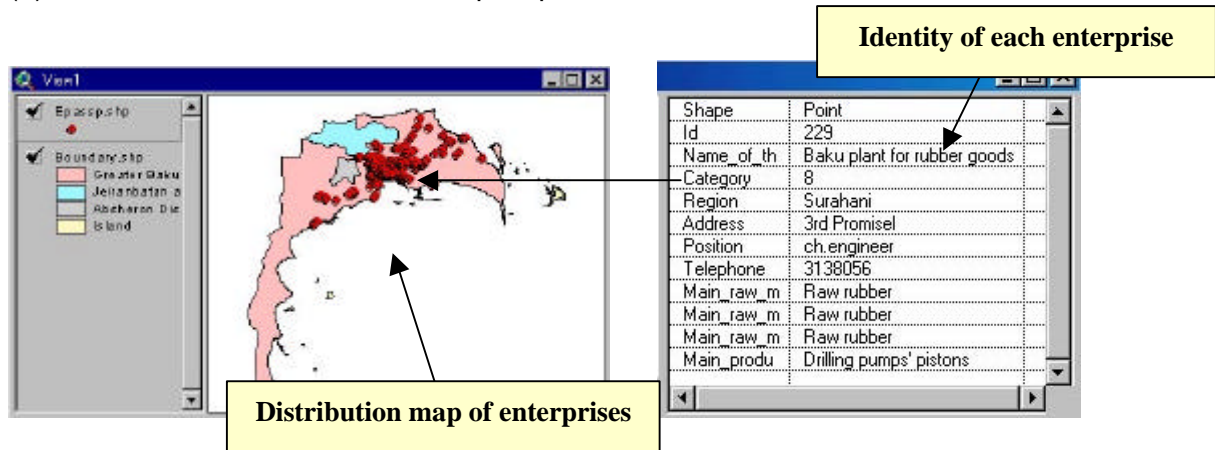 Identity of each enterprise
View1
Epassp.shp
Boundary.shp
Greater Baku
Jeiranbatan a
Absheron Dis
Island
Shape Point
Id 229
Name_of_th Baku plant for rubber goods
Category 8
Region Surahani
Address 3rd Promisel
Position ch.engineer
Telephone 3138056
Main_raw_m Raw rubber
Main_raw_m Raw rubber
Main_raw_m Raw rubber
Main_produ Drilling pumps' pistons
Distribution map of enterprises